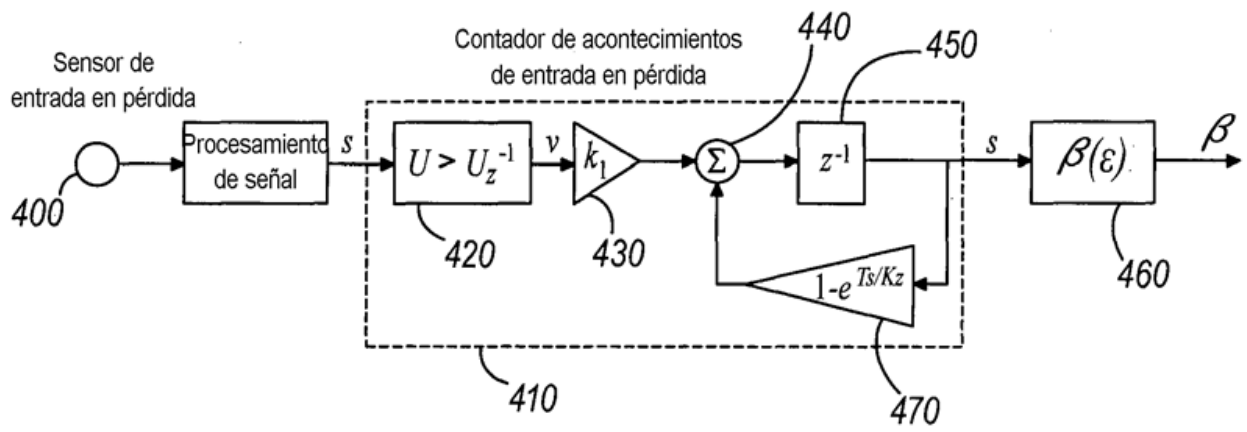 Contador de acontecimientos
de entrada en pérdida
440
450
Sensor de
entrada en pérdida
Procesamiento
de señal
s
U > U_z^{-1}
v
k_1
Σ
z^{-1}
s
β(ε)
β
400
420
430
1-e^{Ts/Kz}
460
410
470